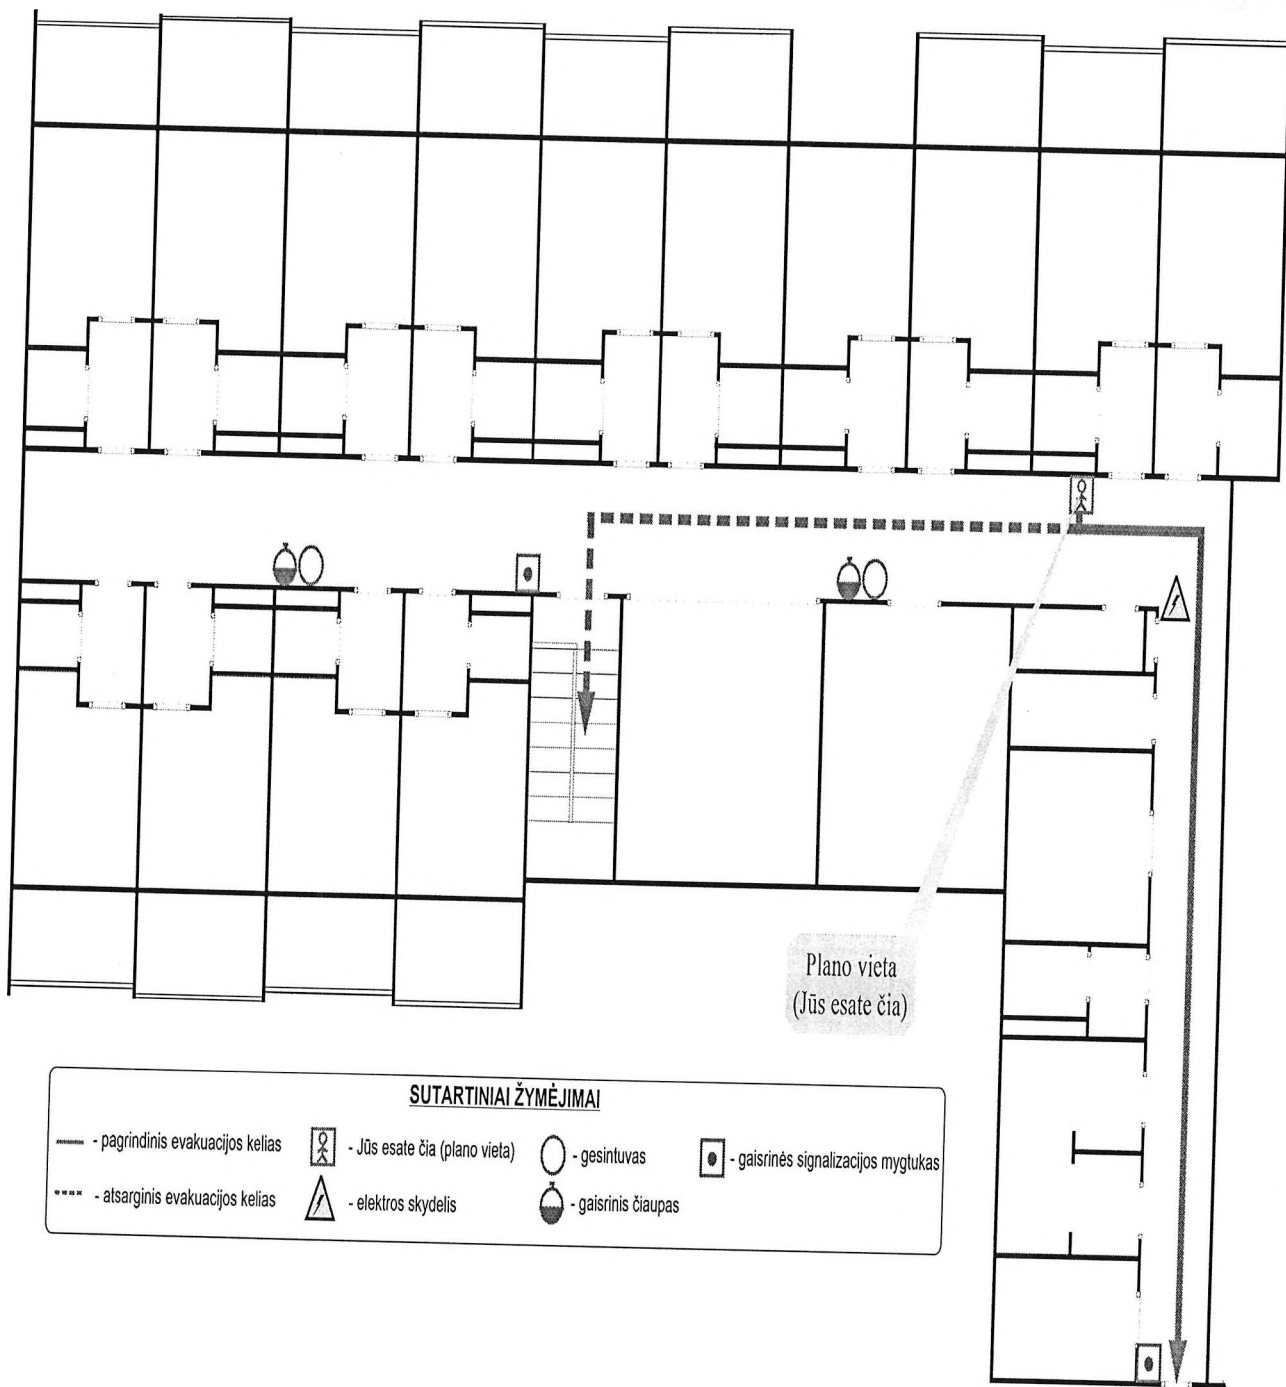 Plano vieta
(Jūs esate čia)
SUTARTINIAI ŽYMĖJIMAI
- pagrindinis evakuacijos kelias
- Jūs esate čia (plano vieta)
- gesintuvas
- gaisrinės signalizacijos mygtukas
- atsarginis evakuacijos kelias
- elektros skydelis
- gaisrinis čiaupas